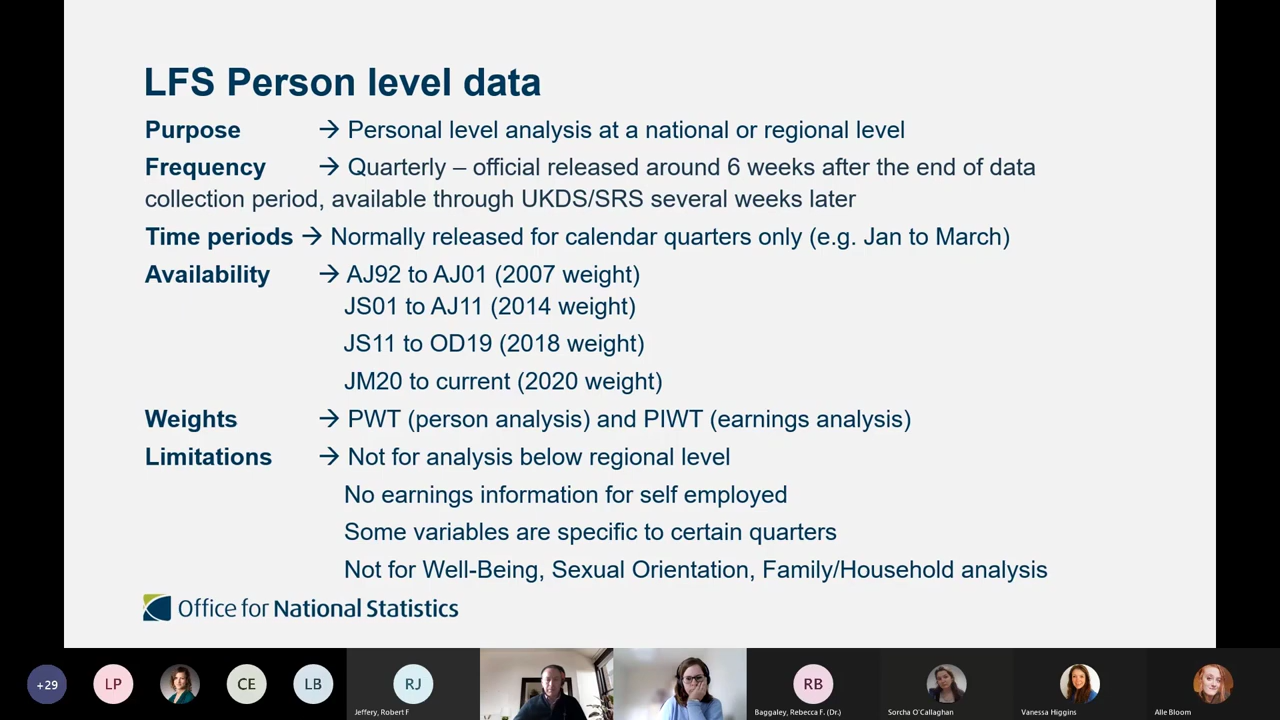 LFS Person level data
Purpose → Personal level analysis at a national or regional level
Frequency → Quarterly – official released around 6 weeks after the end of data
collection period, available through UKDS/SRS several weeks later
Time periods → Normally released for calendar quarters only (e.g. Jan to March)
Availability → AJ92 to AJ01 (2007 weight)
JS01 to AJ11 (2014 weight)
JS11 to OD19 (2018 weight)
JM20 to current (2020 weight)
Weights → PWT (person analysis) and PIWT (earnings analysis)
Limitations → Not for analysis below regional level
No earnings information for self employed
Some variables are specific to certain quarters
Not for Well-Being, Sexual Orientation, Family/Household analysis
Office for National Statistics
+29 LP CE LB RJ RB
Jeffery, Robert F Baggaley, Rebecca F. (Dr.) Sorcha O'Callaghan Vanessa Higgins Alle Bloom